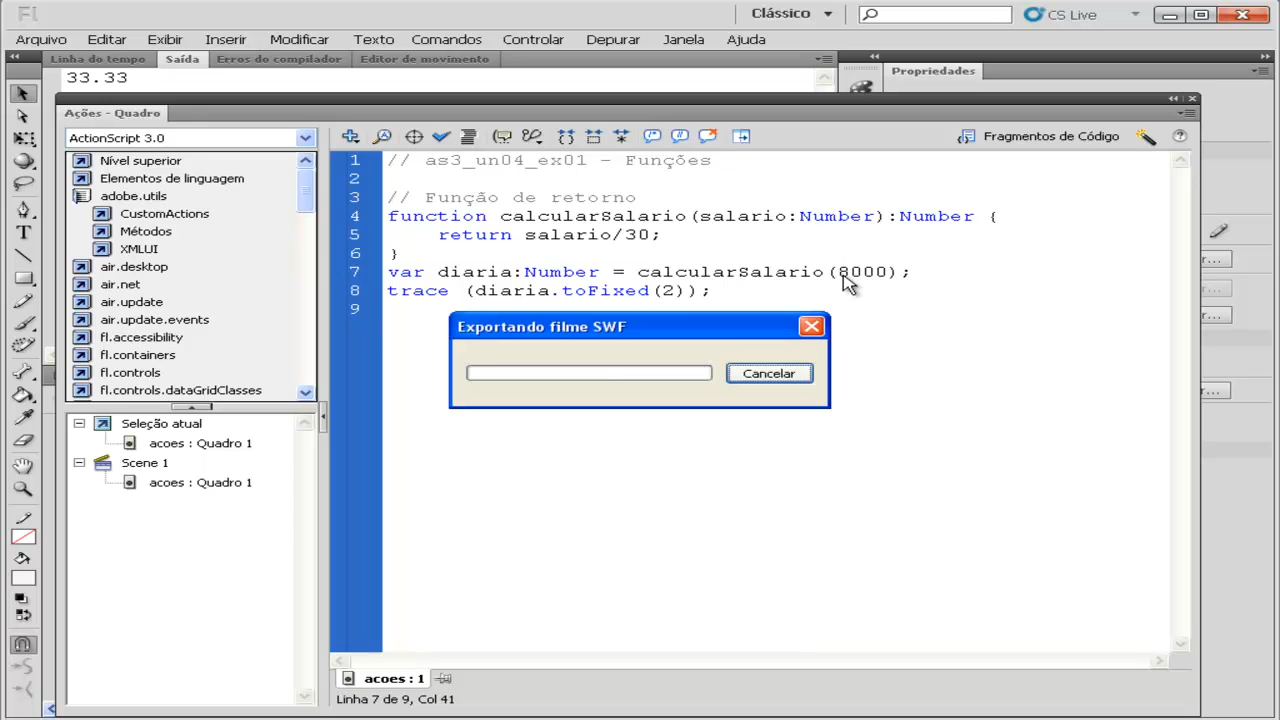 Fl
Clássico
CS Live
Arquivo Editar Exibir Inserir Modificar Texto Comandos Controlar Depurar Janela Ajuda
Linha do tempo Saída Erros do compilador Editor de movimento
Propriedades
33.33
Ações - Quadro
ActionScript 3.0
Fragmentos de Código
Nível superior
Elementos de linguagem
adobe.utils
CustomActions
Métodos
XMLUI
air.desktop
air.net
air.update
air.update.events
fl.accessibility
fl.containers
fl.controls
fl.controls.dataGridClasses
Seleção atual
acoes : Quadro 1
Scene 1
acoes : Quadro 1
1 // as3_un04_ex01 - Funções
2
3 // Função de retorno
4 function calcularSalario(salario:Number):Number {
5 return salario/30;
6 }
7 var diaria:Number = calcularSalario(8000);
8 trace (diaria.toFixed(2));
9
Exportando filme SWF
Cancelar
r...
r...
r...
...
acoes : 1
Linha 7 de 9, Col 41